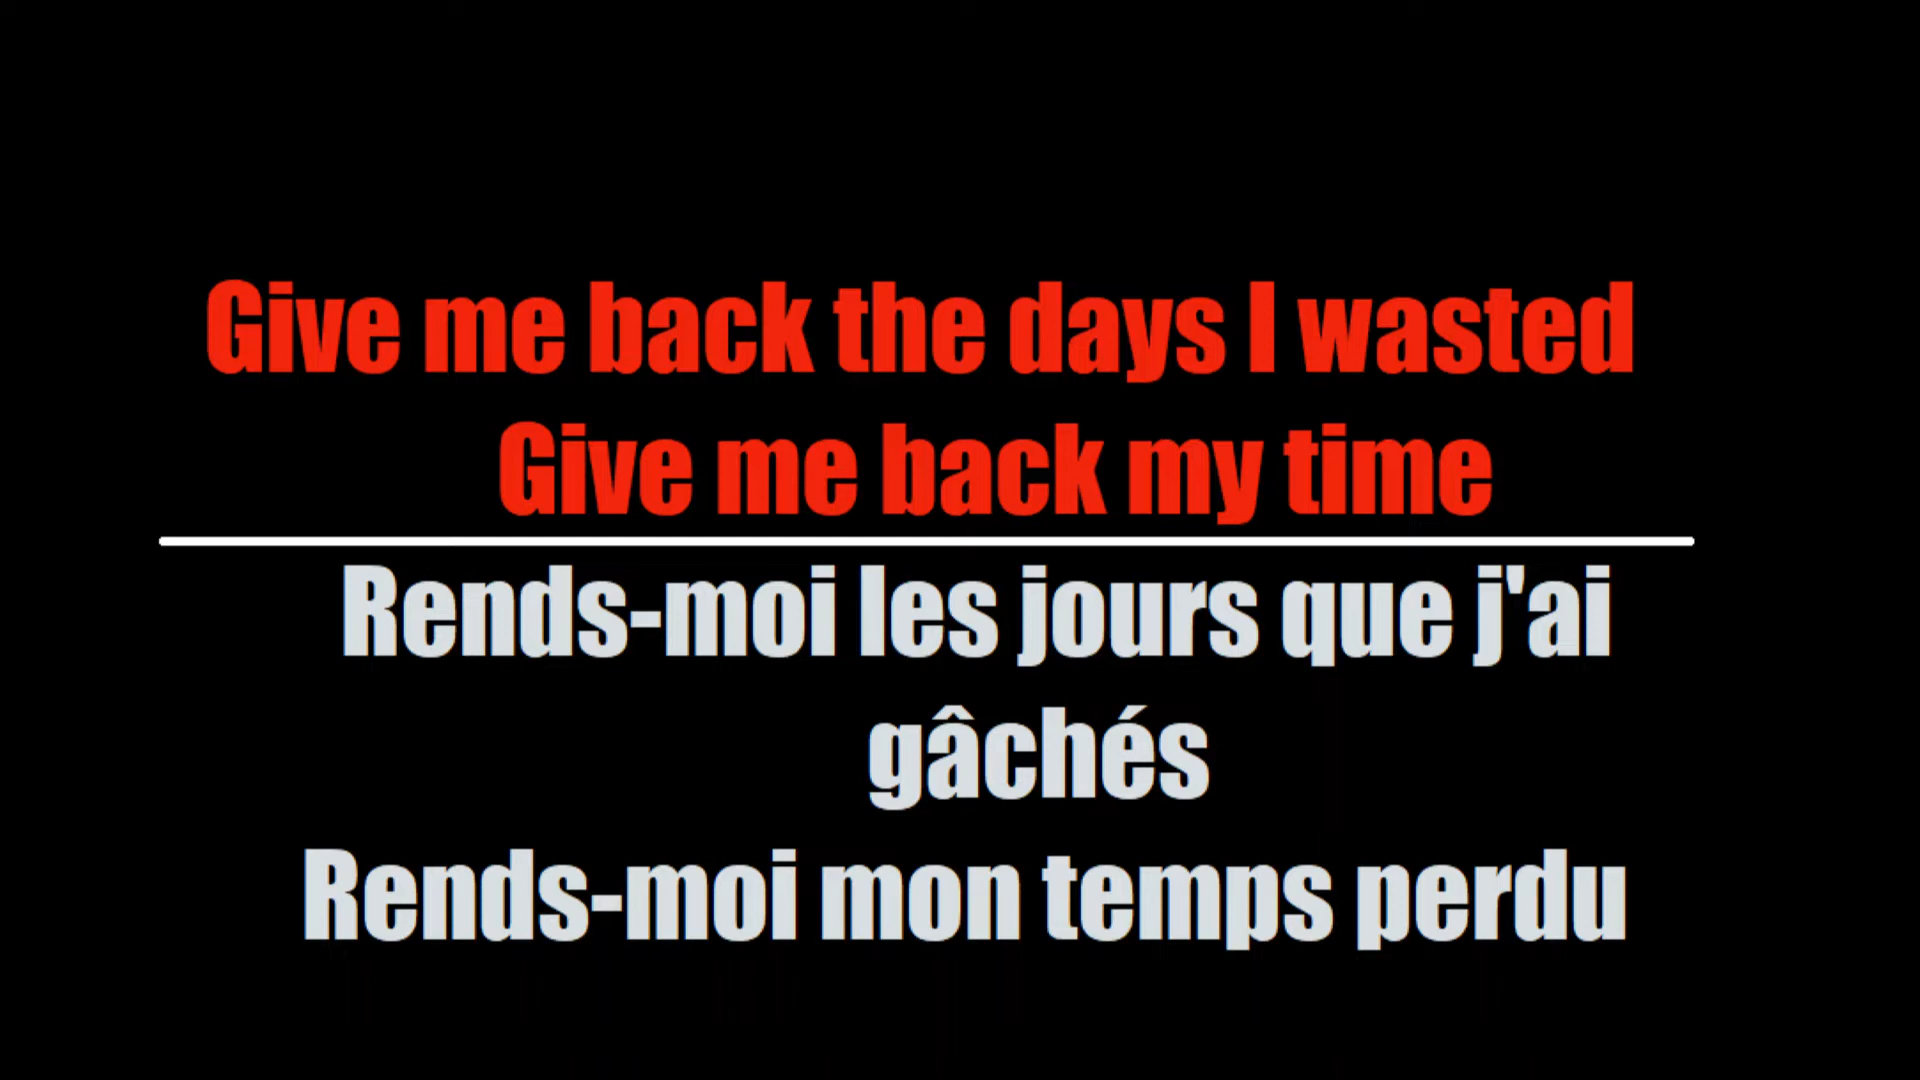 Give me back the days I wasted
Give me back my time
Rends-moi les jours que j'ai
gâchés
Rends-moi mon temps perdu